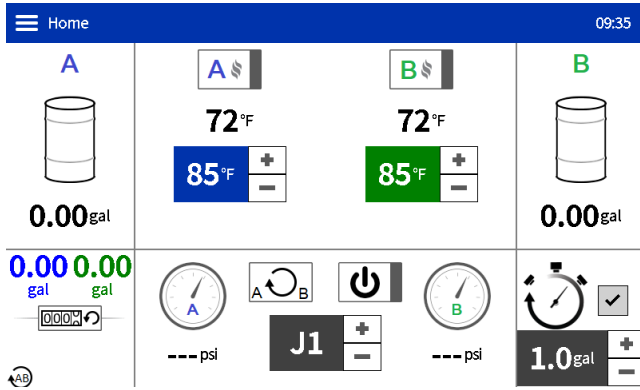 Home 09:35
A
A
B
B
72°F
72°F
85°F +
−
85°F +
−
0.00gal
0.00gal
0.00 0.00
gal gal
A
A B
B
J1 +
−
--- psi
--- psi
1.0gal +
−
AB